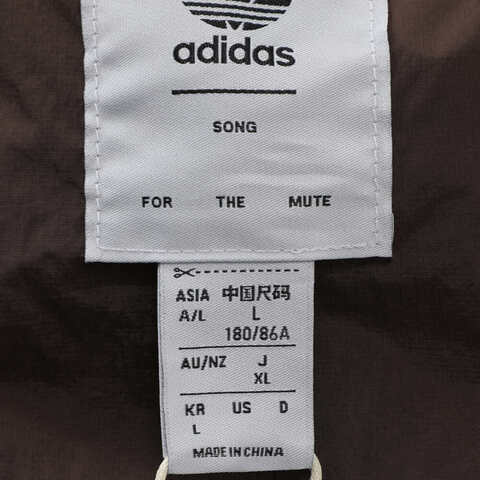 adidas
SONG
FOR THE MUTE
ASIA 中国尺码
A/L L
180/86A
AU/NZ J
XL
KR US D
L
MADE IN CHINA